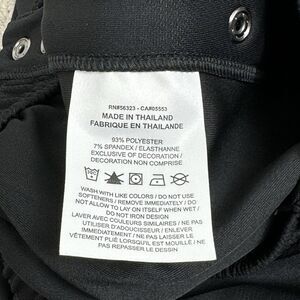 RN#56323 - CA#05553
MADE IN THAILAND
FABRIQUE EN THAILANDE
93% POLYESTER
7% SPANDEX / ELASTHANNE
EXCLUSIVE OF DECORATION /
DECORATION NON COMPRISE
WASH WITH LIKE COLORS / DO NOT USE
SOFTENERS / REMOVE IMMEDIATELY / DO
NOT ALLOW TO LAY ON ITSELF WHEN WET /
DO NOT IRON DESIGN
LAVER AVEC COULEURS SIMILAIRES / NE PAS
UTILISER D'ADOUCISSEUR / ENLEVER
IMMÉDIATEMENT / NE PAS LAISSER LE
VÊTEMENT PLIÉ LORSQU'IL EST MOUILLÉ / NE
PAS REPASSER LE DESSIN